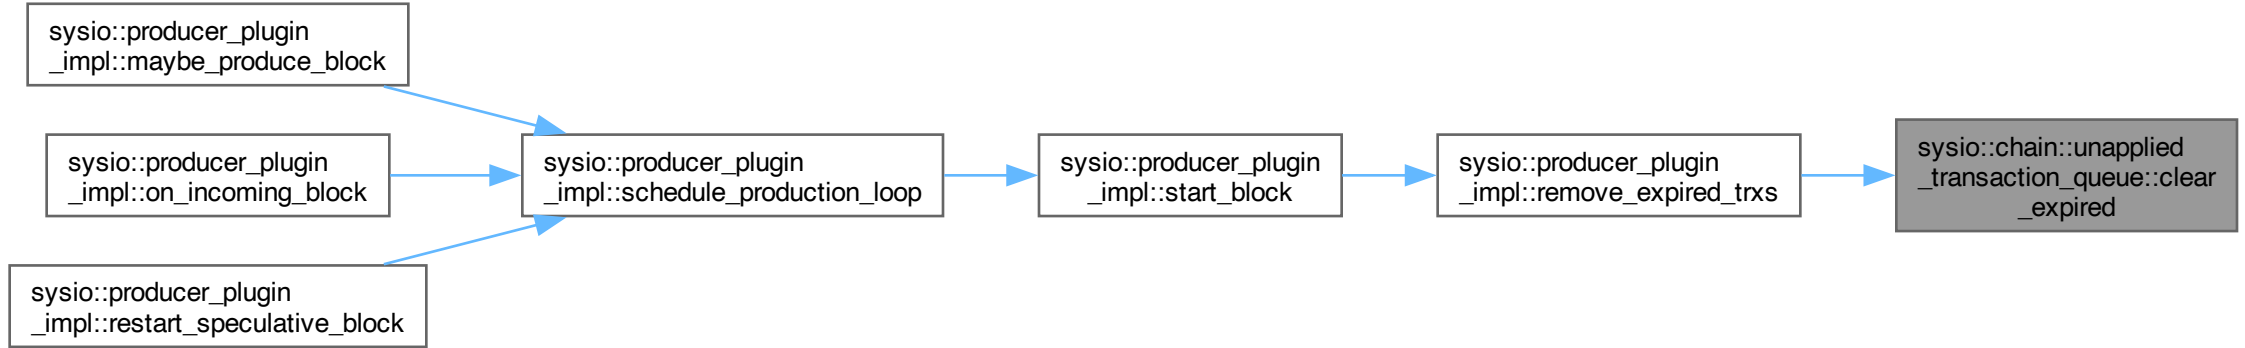 sysio::producer_plugin
_impl::maybe_produce_block
sysio::producer_plugin
_impl::on_incoming_block
sysio::producer_plugin
_impl::restart_speculative_block
sysio::producer_plugin
_impl::schedule_production_loop
sysio::producer_plugin
_impl::start_block
sysio::producer_plugin
_impl::remove_expired_trxs
sysio::chain::unapplied
_transaction_queue::clear
_expired